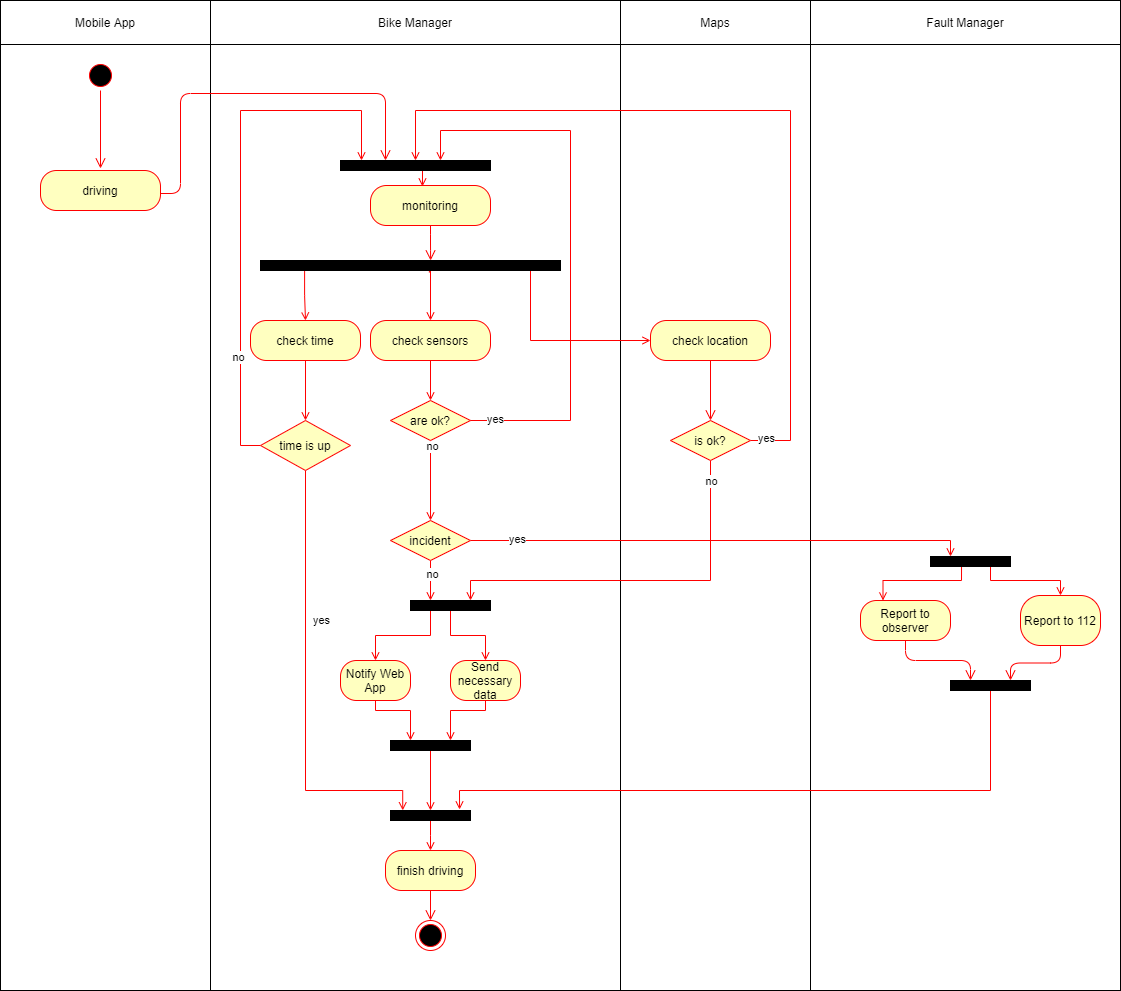 Mobile App
Bike Manager
Maps
Fault Manager
driving
monitoring
check time
check sensors
check location
no
are ok?
yes
time is up
is ok?
yes
no
no
incident
yes
no
yes
Report to
observer
Report to 112
Notify Web
App
Send
necessary
data
finish driving